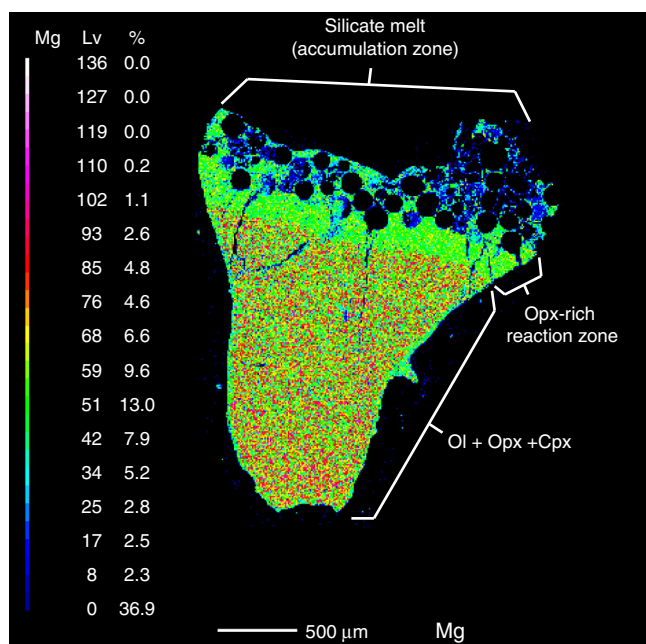 Silicate melt
(accumulation zone)
Mg Lv %
136 0.0
127 0.0
119 0.0
110 0.2
102 1.1
93 2.6
85 4.8
76 4.6
68 6.6
59 9.6
51 13.0
42 7.9
34 5.2
25 2.8
17 2.5
8 2.3
0 36.9
Opx-rich
reaction zone
Ol + Opx +Cpx
500 μm
Mg